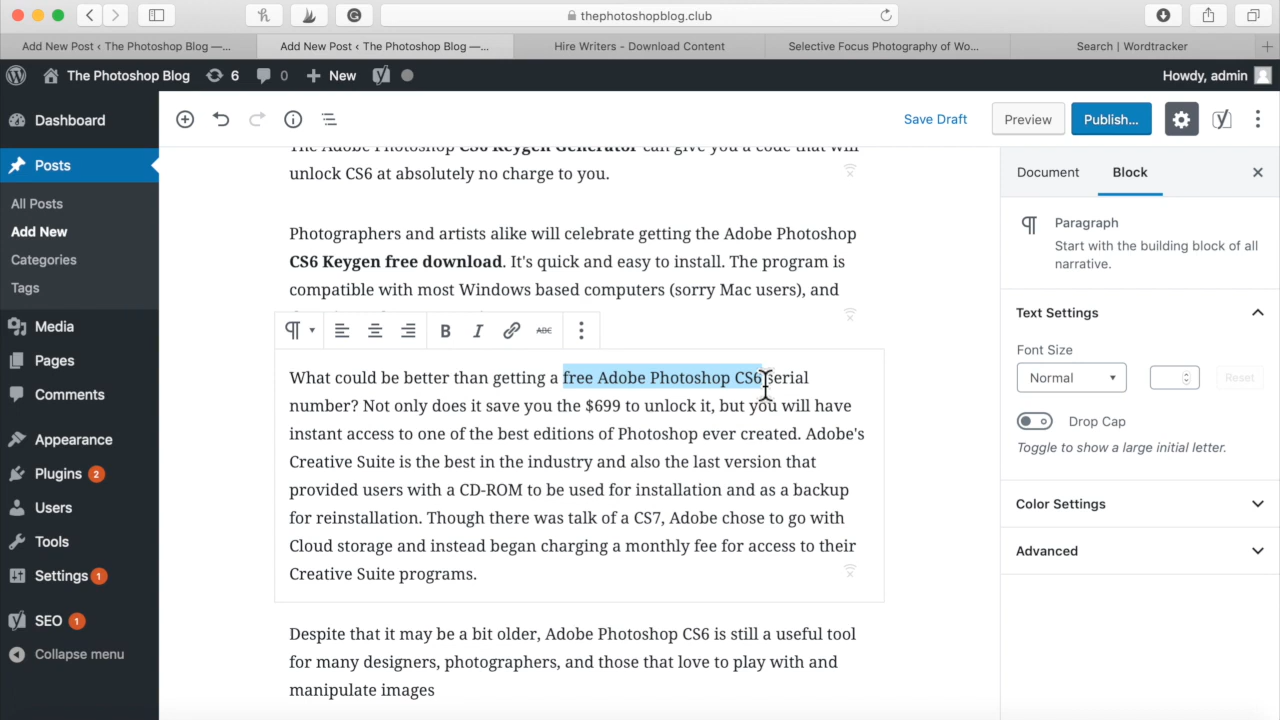 thephotoshopblog.club
Add New Post ‹ The Photoshop Blog —...
Add New Post ‹ The Photoshop Blog —...
Hire Writers - Download Content
Selective Focus Photography of Wo...
Search | Wordtracker
The Photoshop Blog
6
0
New
Howdy, admin
Dashboard
Posts
All Posts
Add New
Categories
Tags
Media
Pages
Comments
Appearance
Plugins 2
Users
Tools
Settings 1
SEO 1
Collapse menu
Save Draft
Preview
Publish...
The Adobe Photoshop CS6 Keygen Generator can give you a code that will
unlock CS6 at absolutely no charge to you.
Photographers and artists alike will celebrate getting the Adobe Photoshop
CS6 Keygen free download. It's quick and easy to install. The program is
compatible with most Windows based computers (sorry Mac users), and
B I ABC
What could be better than getting a free Adobe Photoshop CS6 serial
number? Not only does it save you the $699 to unlock it, but you will have
instant access to one of the best editions of Photoshop ever created. Adobe's
Creative Suite is the best in the industry and also the last version that
provided users with a CD-ROM to be used for installation and as a backup
for reinstallation. Though there was talk of a CS7, Adobe chose to go with
Cloud storage and instead began charging a monthly fee for access to their
Creative Suite programs.
Despite that it may be a bit older, Adobe Photoshop CS6 is still a useful tool
for many designers, photographers, and those that love to play with and
manipulate images
Document
Block
Paragraph
Start with the building block of all
narrative.
Text Settings
Font Size
Normal
Reset
Drop Cap
Toggle to show a large initial letter.
Color Settings
Advanced